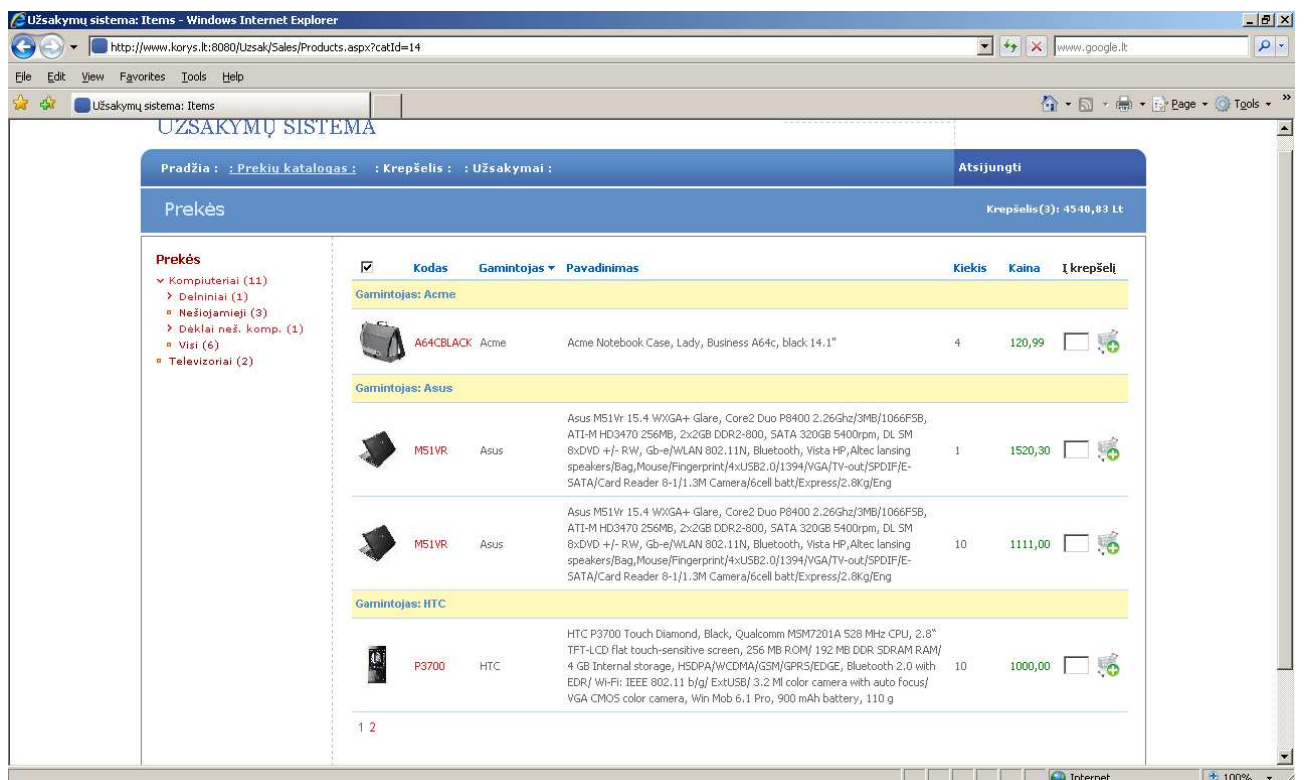 Užsakymų sistema: Items - Windows Internet Explorer
http://www.korys.lt:8080/Uzsak/Sales/Products.aspx?catId=14
www.google.lt
File Edit View Favorites Tools Help
Užsakymų sistema: Items
Page Tools »
UŽSAKYMŲ SISTEMA
Pradžia : : Prekių katalogas : : Krepšelis : : Užsakymai : Atsijungti
Prekės Krepšelis(3): 4540,83 Lt
Prekės
Kompiuteriai (11)
Delniniai (1)
Nešiojamieji (3)
Dėklai neš. komp. (1)
Visi (6)
Televizoriai (2)
Kodas Gamintojas Pavadinimas Kiekis Kaina Į krepšelį
Gamintojas: Acme
A64CBLACK Acme Acme Notebook Case, Lady, Business A64c, black 14.1" 4 120,99
Gamintojas: Asus
Asus M51Vr 15.4 WXGA+ Glare, Core2 Duo P8400 2.26Ghz/3MB/1066FSB,
ATI-M HD3470 256MB, 2x2GB DDR2-800, SATA 320GB 5400rpm, DL SM
8xDVD +/- RW, Gb-e/WLAN 802.11N, Bluetooth, Vista HP,Altec lansing
M51VR Asus speakers/Bag,Mouse/Fingerprint/4xUSB2.0/1394/VGA/TV-out/SPDIF/E- 1 1520,30
SATA/Card Reader 8-1/1.3M Camera/6cell batt/Express/2.8Kg/Eng
Asus M51Vr 15.4 WXGA+ Glare, Core2 Duo P8400 2.26Ghz/3MB/1066FSB,
ATI-M HD3470 256MB, 2x2GB DDR2-800, SATA 320GB 5400rpm, DL SM
8xDVD +/- RW, Gb-e/WLAN 802.11N, Bluetooth, Vista HP,Altec lansing
M51VR Asus speakers/Bag,Mouse/Fingerprint/4xUSB2.0/1394/VGA/TV-out/SPDIF/E- 10 1111,00
SATA/Card Reader 8-1/1.3M Camera/6cell batt/Express/2.8Kg/Eng
Gamintojas: HTC
HTC P3700 Touch Diamond, Black, Qualcomm MSM7201A 528 MHz CPU, 2.8"
TFT-LCD flat touch-sensitive screen, 256 MB ROM/ 192 MB DDR SDRAM RAM/
P3700 HTC 4 GB Internal storage, HSDPA/WCDMA/GSM/GPRS/EDGE, Bluetooth 2.0 with 10 1000,00
EDR/ Wi-Fi: IEEE 802.11 b/g/ ExtUSB/ 3.2 Ml color camera with auto focus/
VGA CMOS color camera, Win Mob 6.1 Pro, 900 mAh battery, 110 g
1 2
Internet 100%